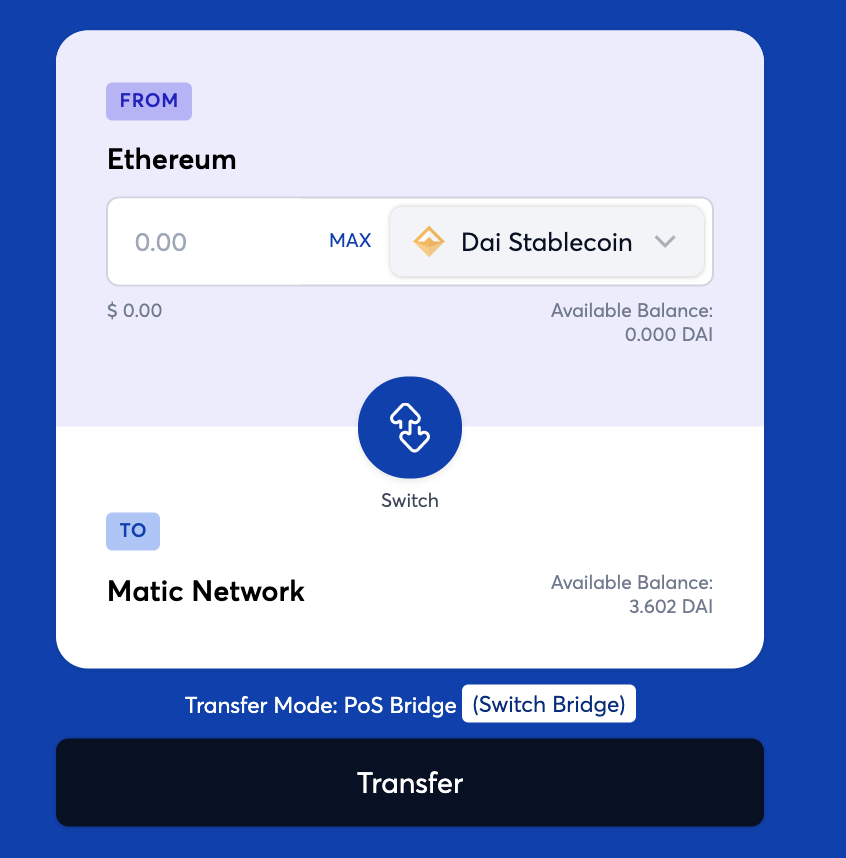 FROM
Ethereum
0.00 MAX Dai Stablecoin
$ 0.00 Available Balance:
0.000 DAI
Switch
TO
Matic Network Available Balance:
3.602 DAI
Transfer Mode: PoS Bridge (Switch Bridge)
Transfer